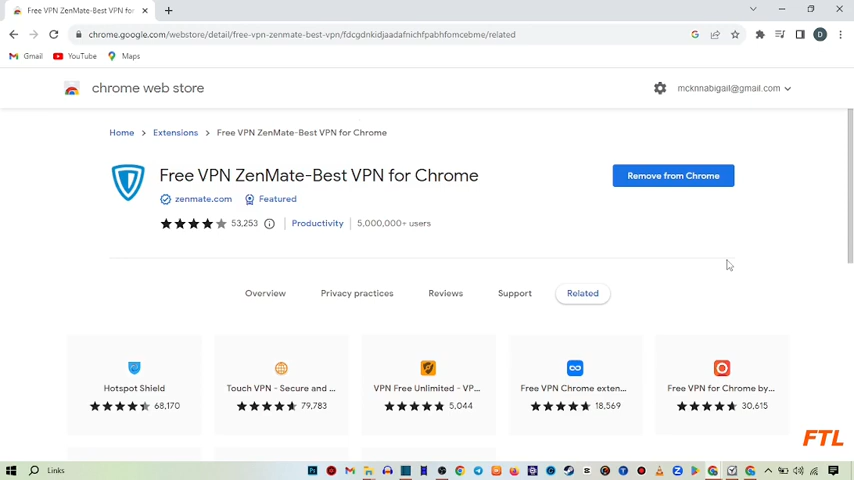 Free VPN ZenMate-Best VPN for Ch
chrome.google.com/webstore/detail/free-vpn-zenmate-best-vpn/fdcgdnkidjaadafnichfpabhfomcebme/related
D
Gmail YouTube Maps
chrome web store
mcknnabigail@gmail.com
Home Extensions Free VPN ZenMate-Best VPN for Chrome
Free VPN ZenMate-Best VPN for Chrome
Remove from Chrome
zenmate.com Featured
53,253 Productivity 5,000,000+ users
Overview Privacy practices Reviews Support Related
Hotspot Shield Touch VPN - Secure and ... VPN Free Unlimited - VP... Free VPN Chrome exten... Free VPN for Chrome by...
68,170 79,783 5,044 18,569 30,615
FTL
Links